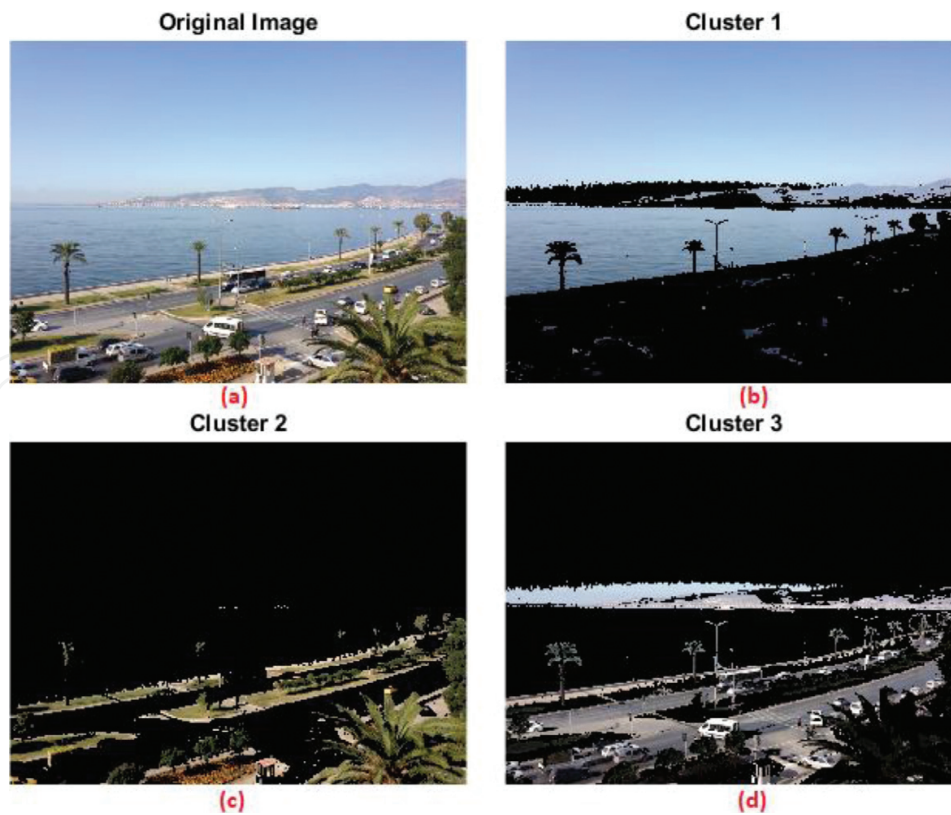 Original Image
Cluster 1
(a)
(b)
Cluster 2
Cluster 3
(c)
(d)